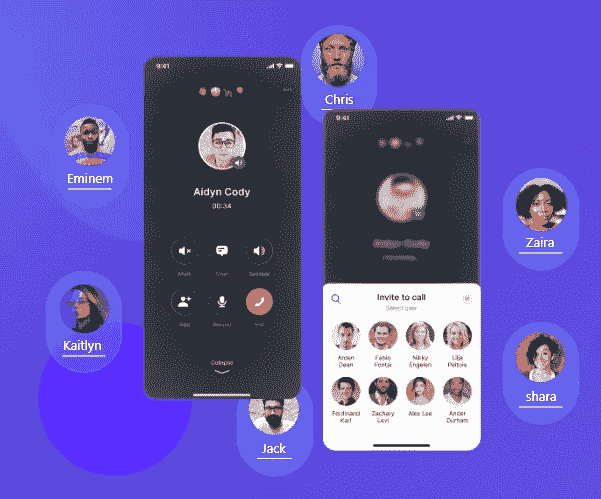 Chris
9:41
9:41
Eminem
Aidyn Cody
00:34
Zaira
Mute
Chat
Speaker
Add
Record
End
Invite to call
Select user
Kaitlyn
Arden Fabio Nikky Lilja
Dean Fontai Engelen Peltola
Collapse
Ferdinand Zachary Alex Lee Ander
Karl Levi Durham
shara
Jack